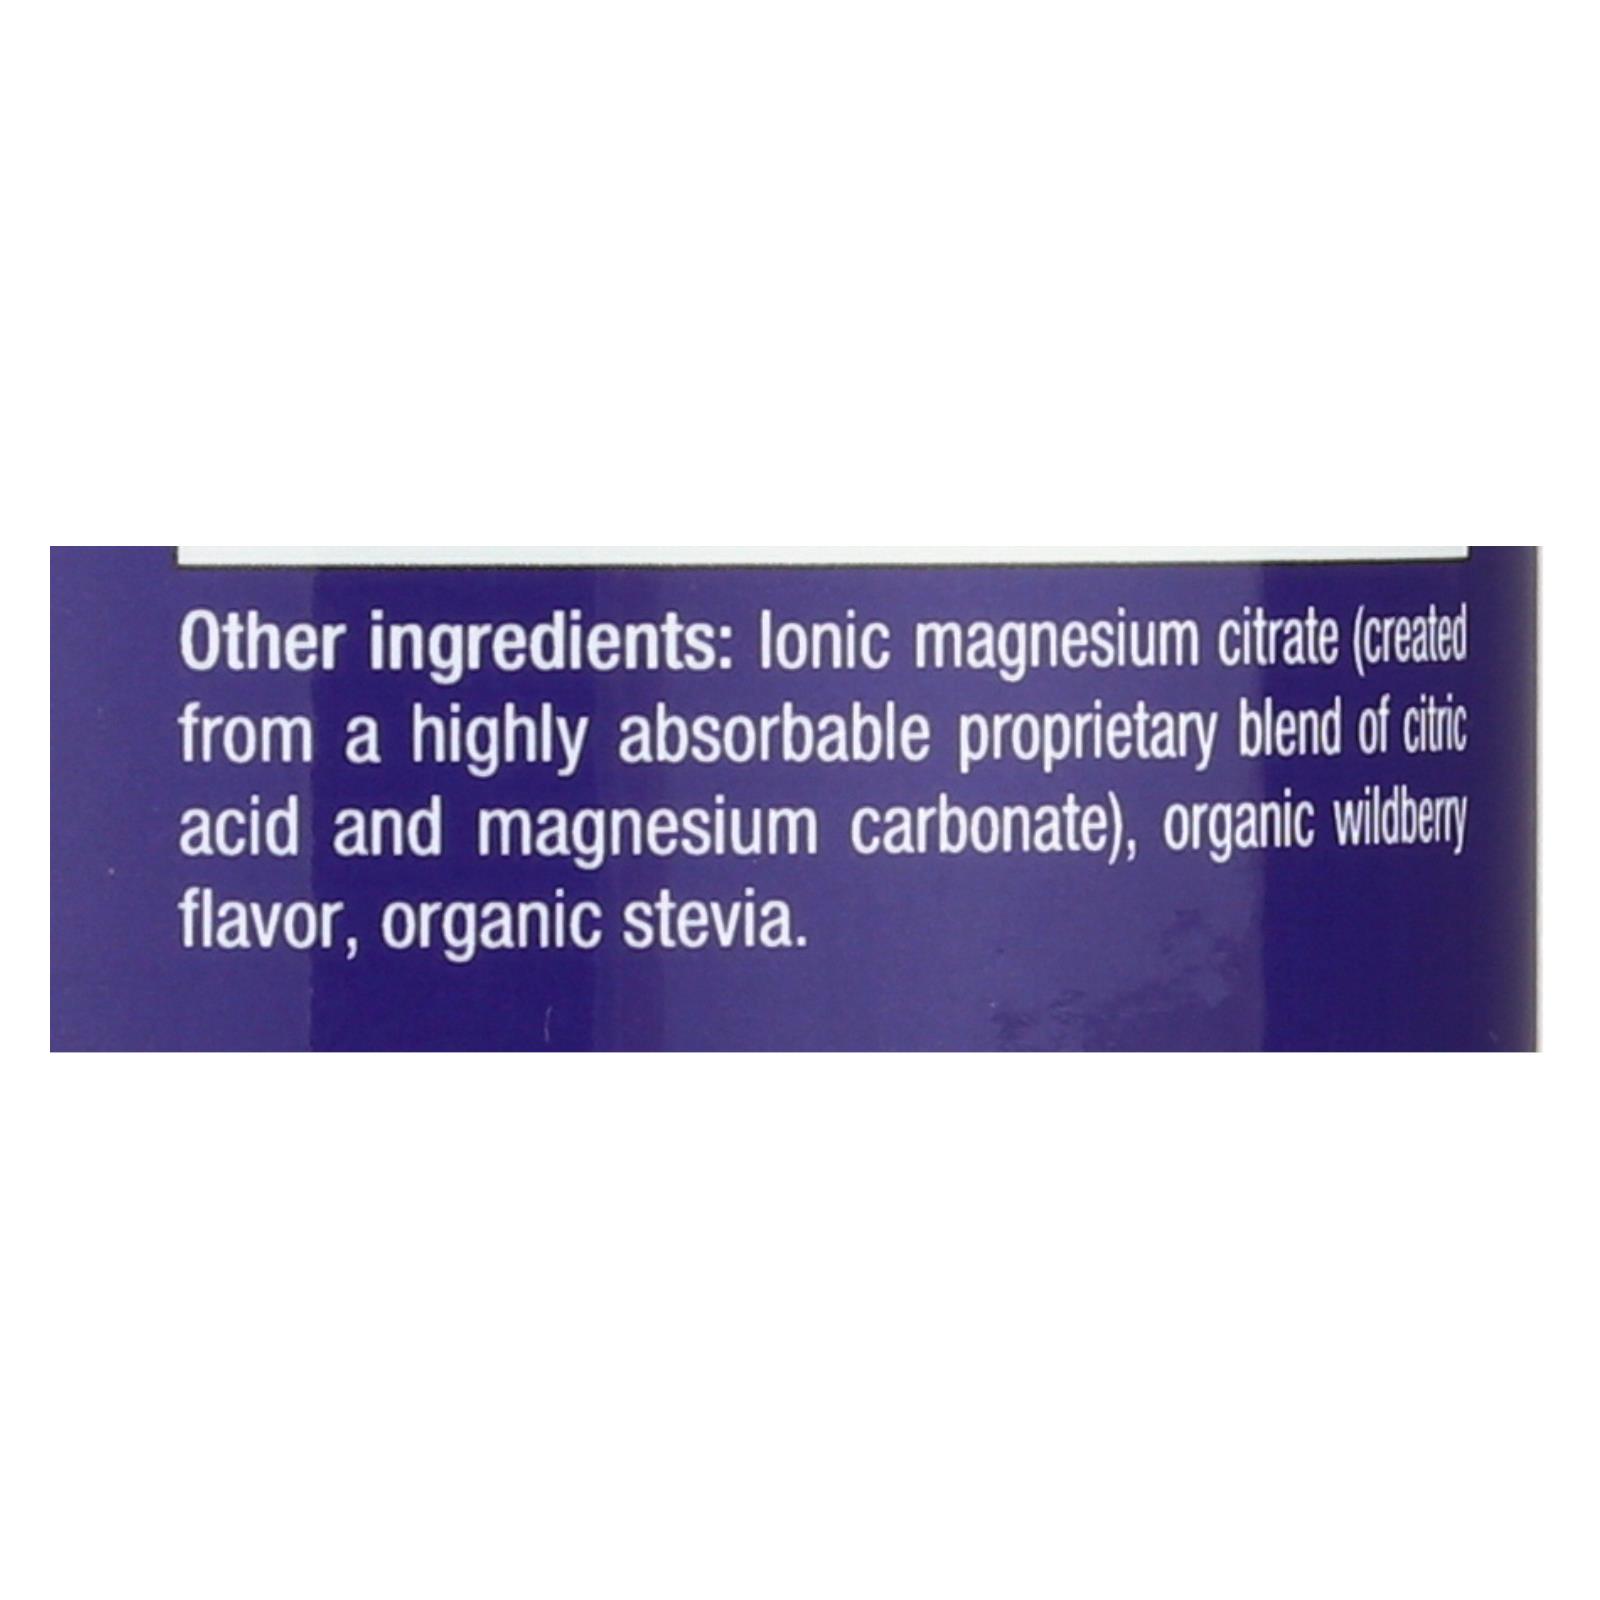 Other ingredients: Ionic magnesium citrate (created
from a highly absorbable proprietary blend of citric
acid and magnesium carbonate), organic wildberry
flavor, organic stevia.